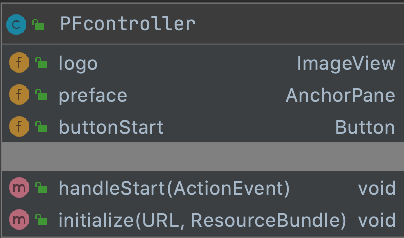 C PFcontroller
f logo ImageView
f preface AnchorPane
f buttonStart Button
m handleStart(ActionEvent) void
m initialize(URL, ResourceBundle) void